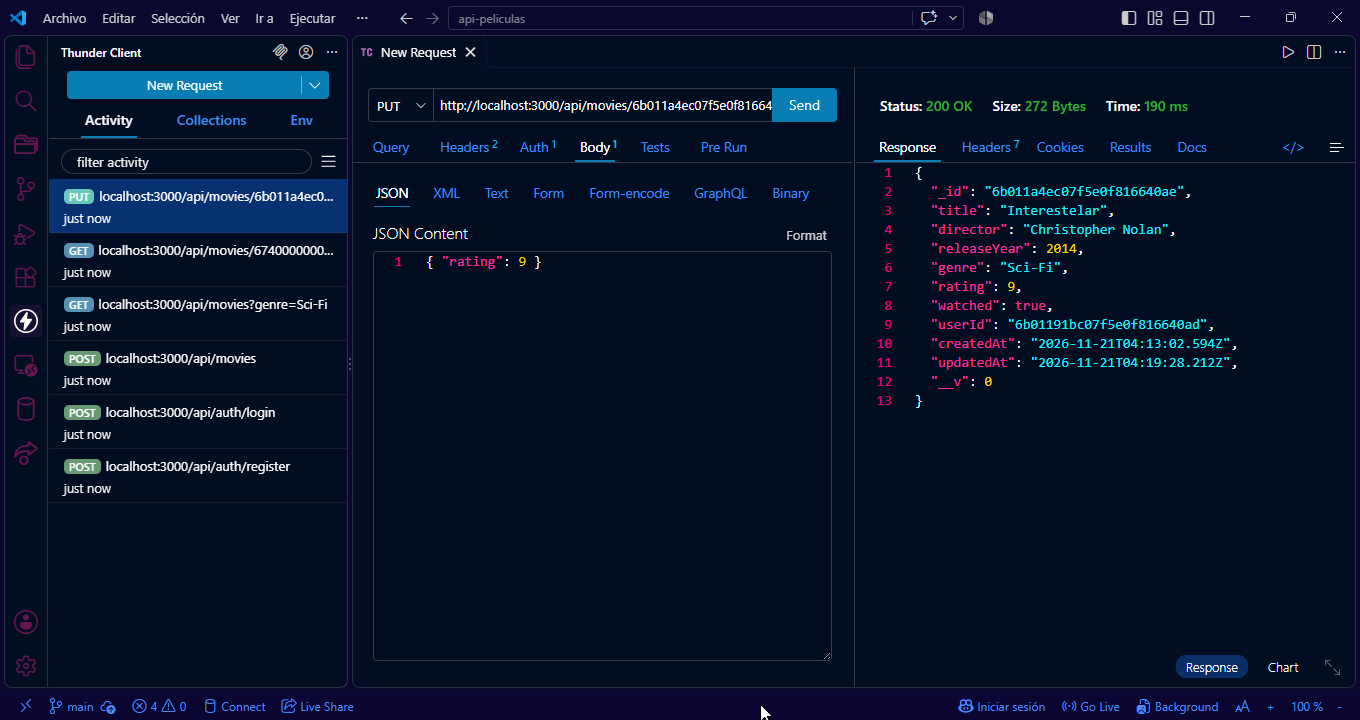 Archivo Editar Selección Ver Ir a Ejecutar ··· api-peliculas
Thunder Client ···
New Request
Activity Collections Env
filter activity
PUT localhost:3000/api/movies/6b011a4ec0...
just now
GET localhost:3000/api/movies/6740000000...
just now
GET localhost:3000/api/movies?genre=Sci-Fi
just now
POST localhost:3000/api/movies
just now
POST localhost:3000/api/auth/login
just now
POST localhost:3000/api/auth/register
just now
TC New Request
PUT http://localhost:3000/api/movies/6b011a4ec07f5e0f81664 Send
Query Headers 2 Auth 1 Body 1 Tests Pre Run
JSON XML Text Form Form-encode GraphQL Binary
JSON Content Format
1 { "rating": 9 }
Status: 200 OK Size: 272 Bytes Time: 190 ms
Response Headers 7 Cookies Results Docs </>
1 {
2 "_id": "6b011a4ec07f5e0f816640ae",
3 "title": "Interestelar",
4 "director": "Christopher Nolan",
5 "releaseYear": 2014,
6 "genre": "Sci-Fi",
7 "rating": 9,
8 "watched": true,
9 "userId": "6b01191bc07f5e0f816640ad",
10 "createdAt": "2026-11-21T04:13:02.594Z",
11 "updatedAt": "2026-11-21T04:19:28.212Z",
12 "__v": 0
13 }
Response Chart
main 4 0 Connect Live Share Iniciar sesión Go Live Background AA + 100 % -